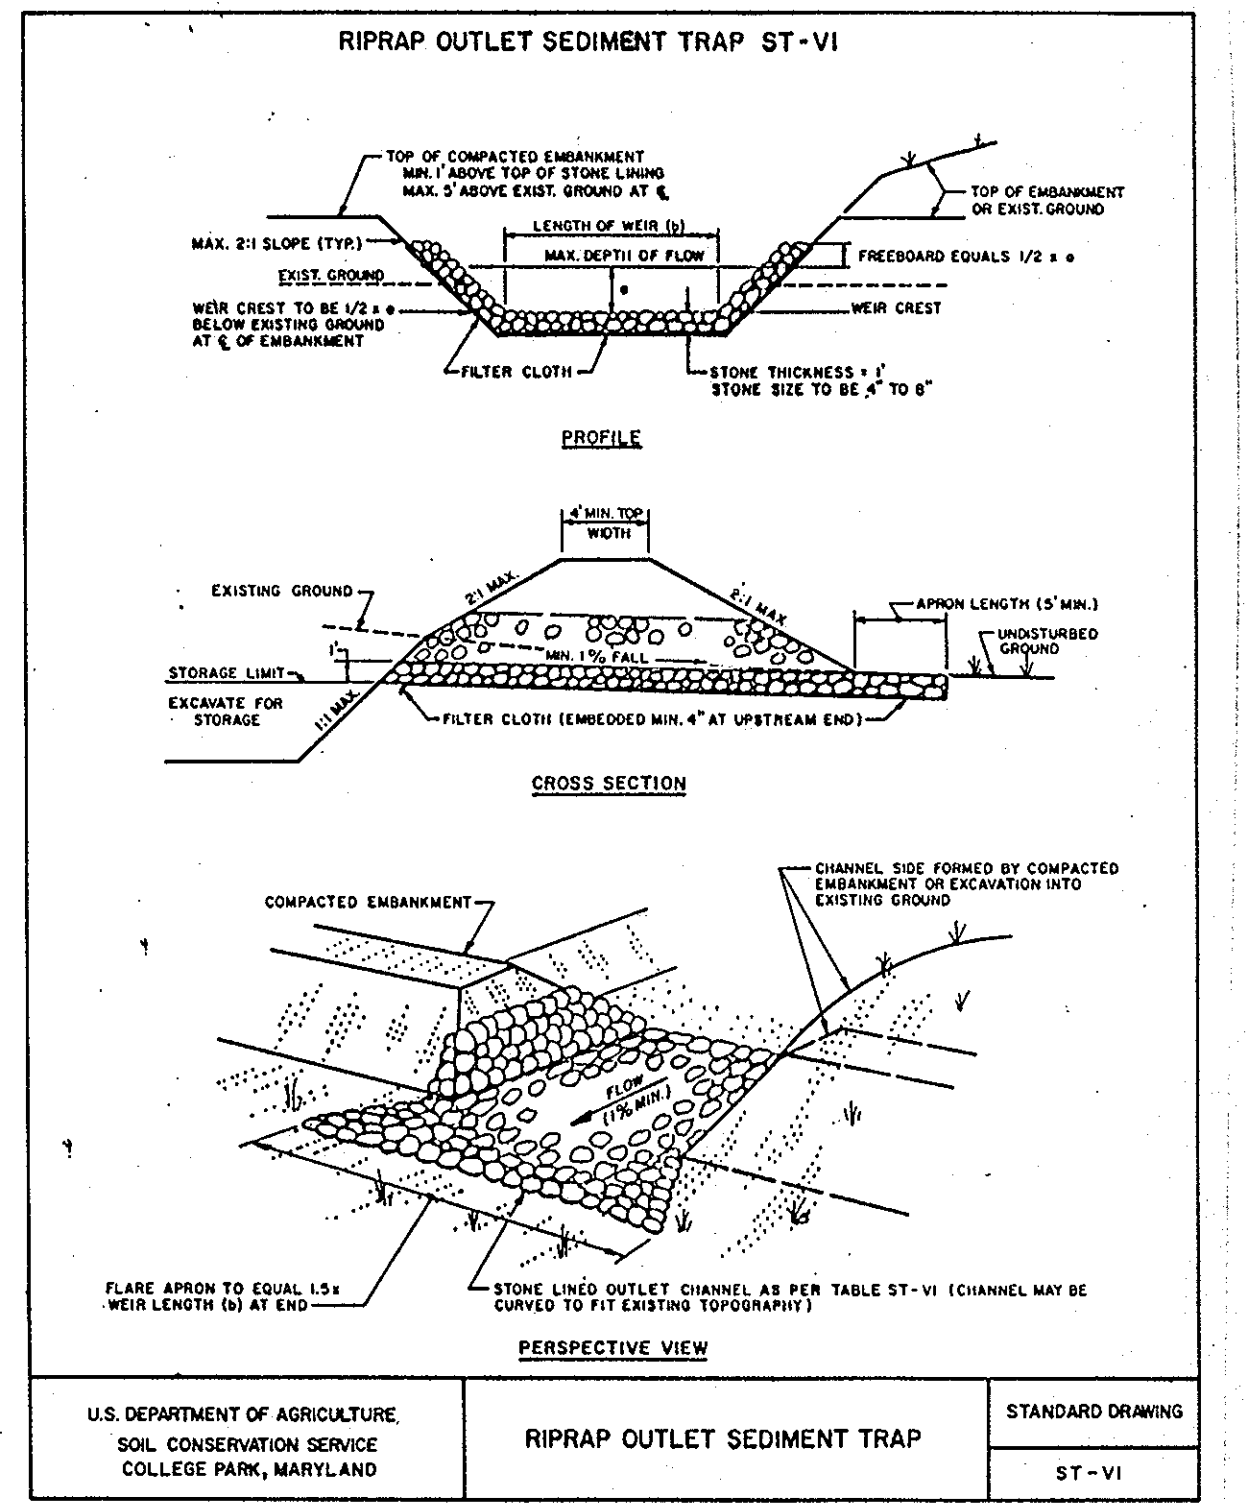 RIPRAP OUTLET SEDIMENT TRAP ST-VI
TOP OF COMPACTED EMBANKMENT
MIN. 1' ABOVE TOP OF STONE LINING
MAX. 5' ABOVE EXIST. GROUND AT ℄
TOP OF EMBANKMENT
OR EXIST. GROUND
LENGTH OF WEIR (b)
MAX. 2:1 SLOPE (TYP.)
MAX. DEPTH OF FLOW
FREEBOARD EQUALS 1/2 x a
EXIST. GROUND
a
WEIR CREST TO BE 1/2 x a
BELOW EXISTING GROUND
AT ℄ OF EMBANKMENT
WEIR CREST
FILTER CLOTH
STONE THICKNESS = 1'
STONE SIZE TO BE 4" TO 8"
PROFILE
4' MIN. TOP
WIDTH
EXISTING GROUND
2:1 MAX.
2:1 MAX.
APRON LENGTH (5' MIN.)
UNDISTURBED
GROUND
1'
MIN. 1% FALL
STORAGE LIMIT
EXCAVATE FOR
STORAGE
1:1 MAX.
FILTER CLOTH (EMBEDDED MIN. 4" AT UPSTREAM END)
CROSS SECTION
CHANNEL SIDE FORMED BY COMPACTED
EMBANKMENT OR EXCAVATION INTO
EXISTING GROUND
COMPACTED EMBANKMENT
FLOW
(1% MIN.)
FLARE APRON TO EQUAL 1.5x
WEIR LENGTH (b) AT END
STONE LINED OUTLET CHANNEL AS PER TABLE ST-VI (CHANNEL MAY BE
CURVED TO FIT EXISTING TOPOGRAPHY)
PERSPECTIVE VIEW
U.S. DEPARTMENT OF AGRICULTURE,
SOIL CONSERVATION SERVICE
COLLEGE PARK, MARYLAND
RIPRAP OUTLET SEDIMENT TRAP
STANDARD DRAWING
ST-VI